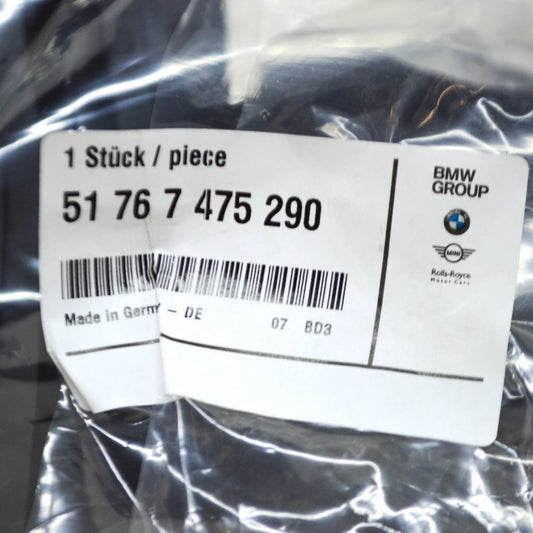 1 Stück / piece
51 76 7 475 290
Made in Germ – DE
07 BD3
BMW
GROUP
MINI
Rolls-Royce
Motor Cars